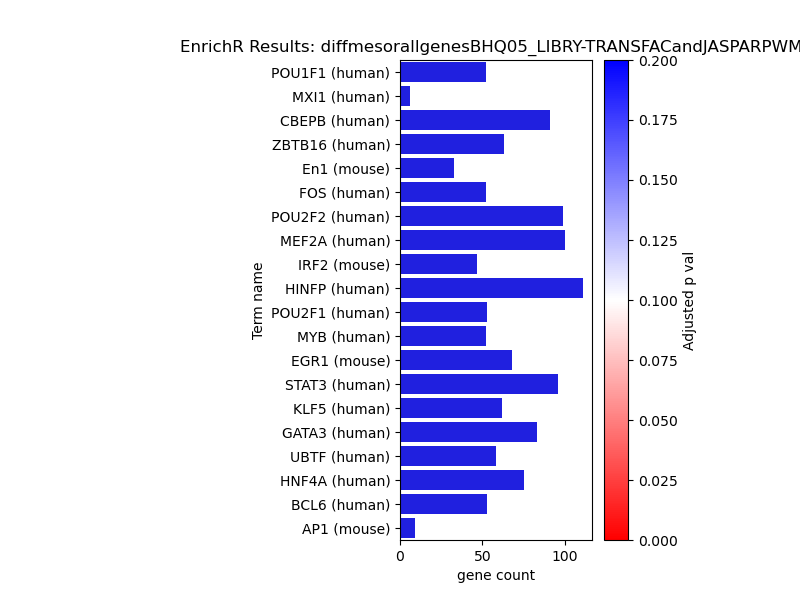 EnrichR Results: diffmesorallgenesBHQ05_LIBRY-TRANSFACandJASPARPWM
POU1F1 (human)
MXI1 (human)
CBEPB (human)
ZBTB16 (human)
En1 (mouse)
FOS (human)
POU2F2 (human)
MEF2A (human)
IRF2 (mouse)
HINFP (human)
POU2F1 (human)
MYB (human)
EGR1 (mouse)
STAT3 (human)
KLF5 (human)
GATA3 (human)
UBTF (human)
HNF4A (human)
BCL6 (human)
AP1 (mouse)
Term name
0 50 100
gene count
0.200
0.175
0.150
0.125
0.100
0.075
0.050
0.025
0.000
Adjusted p val